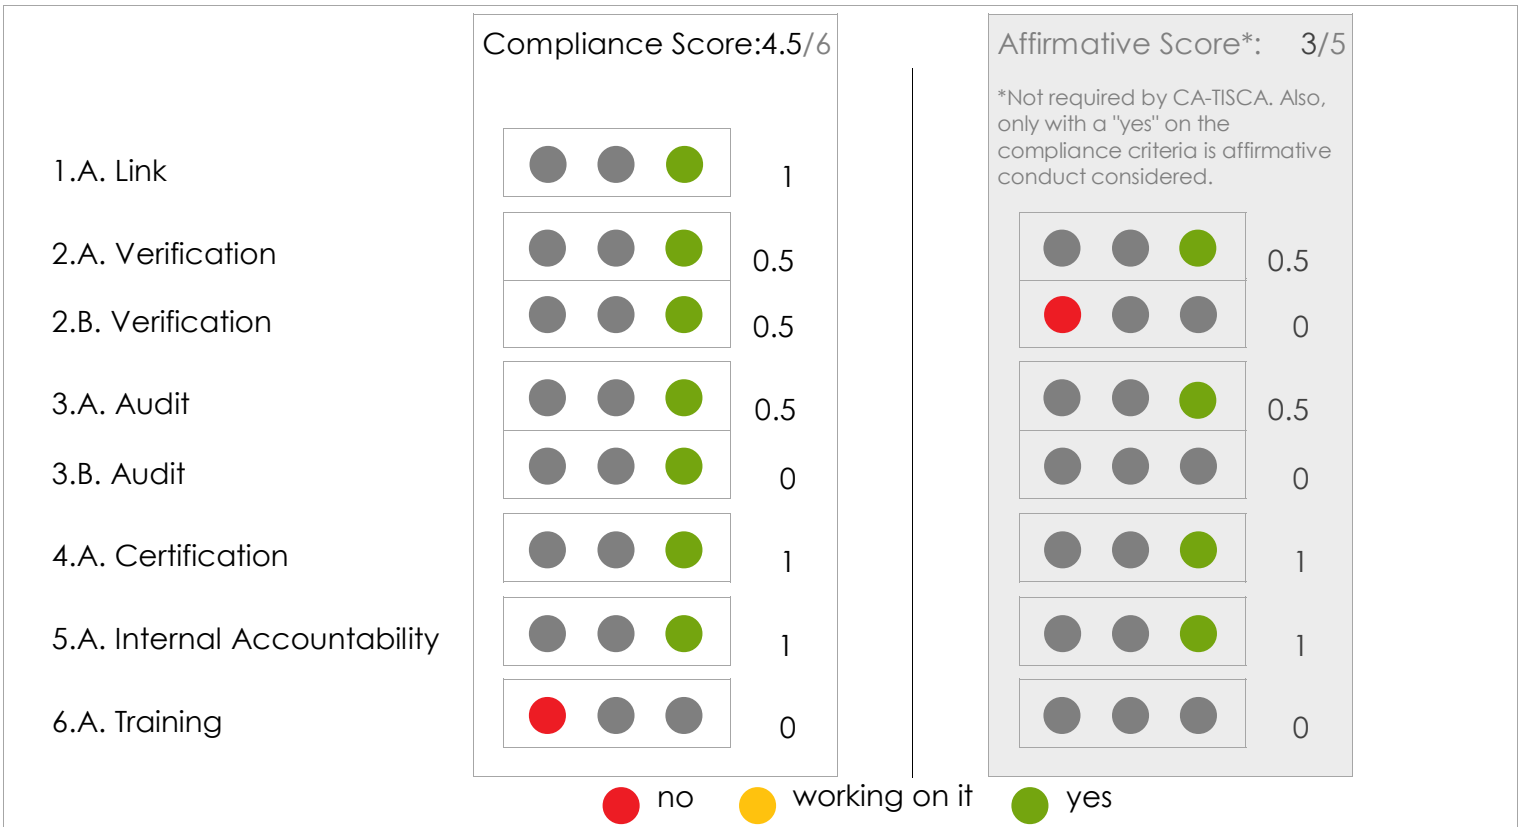 Compliance Score:4.5/6
Affirmative Score*: 3/5
*Not required by CA-TISCA. Also,
only with a "yes" on the
compliance criteria is affirmative
conduct considered.
1.A. Link 1
2.A. Verification 0.5 0.5
2.B. Verification 0.5 0
3.A. Audit 0.5 0.5
3.B. Audit 0 0
4.A. Certification 1 1
5.A. Internal Accountability 1 1
6.A. Training 0 0
no working on it yes